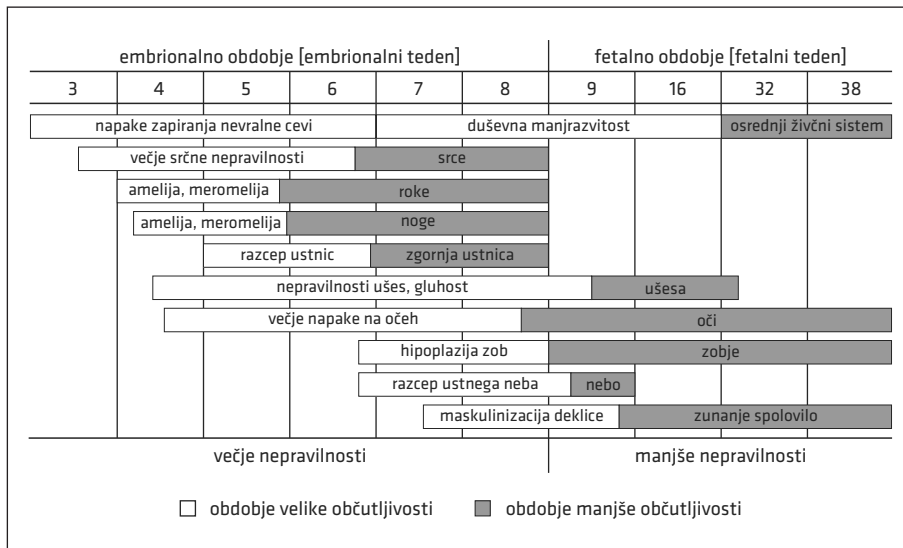 embrionalno obdobje [embrionalni teden] fetalno obdobje [fetalni teden]
3 4 5 6 7 8 9 16 32 38
napake zapiranja nevralne cevi duševna manjrazvitost osrednji živčni sistem
večje srčne nepravilnosti srce
amelija, meromelija roke
amelija, meromelija noge
razcep ustnic zgornja ustnica
nepravilnosti ušes, gluhost ušesa
večje napake na očeh oči
hipoplazija zob zobje
razcep ustnega neba nebo
maskulinizacija deklice zunanje spolovilo
večje nepravilnosti manjše nepravilnosti
obdobje velike občutljivosti obdobje manjše občutljivosti